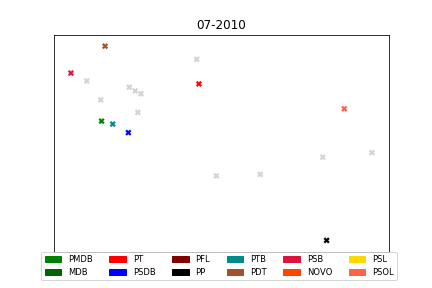 07-2010
PMDB PT PFL PTB PSB PSL
MDB PSDB PP PDT NOVO PSOL